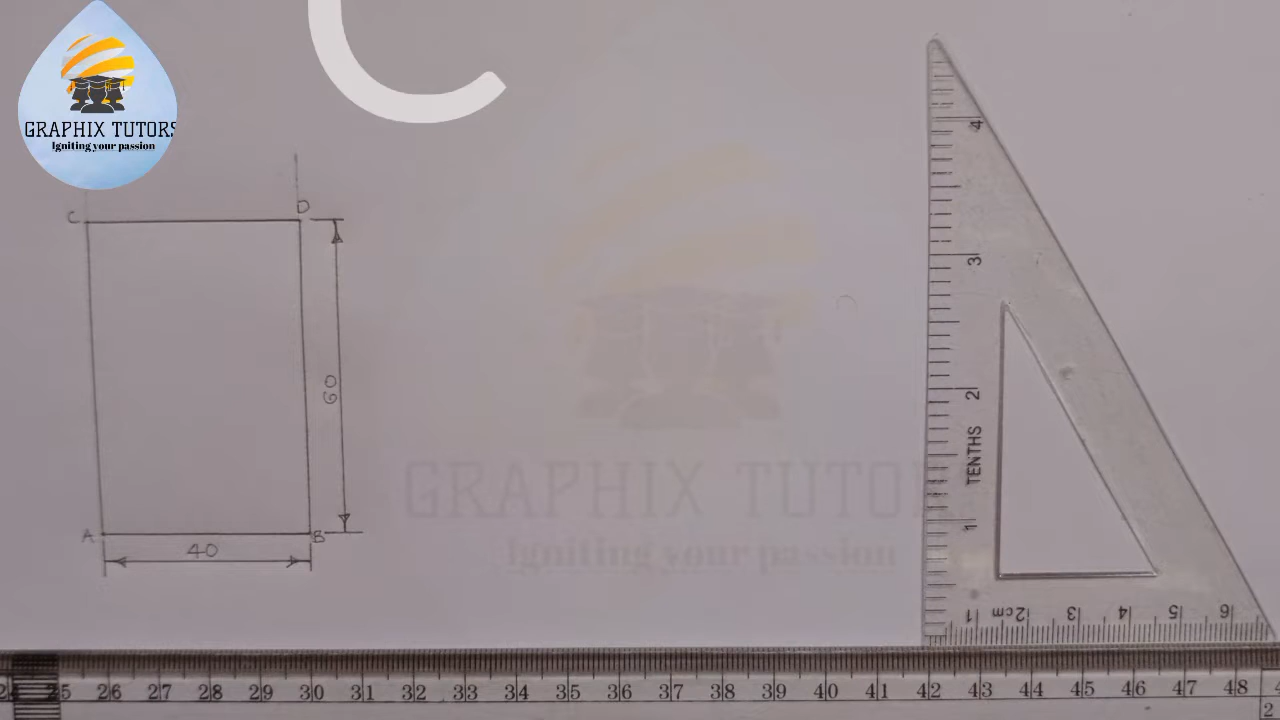 GRAPHIX TUTORS
Igniting your passion
C
D
60
A
B
40
GRAPHIX TUTORS
Igniting your passion
4
3
2
TENTHS
1
1 2cm 3 4 5 6
25 26 27 28 29 30 31 32 33 34 35 36 37 38 39 40 41 42 43 44 45 46 47 48
2